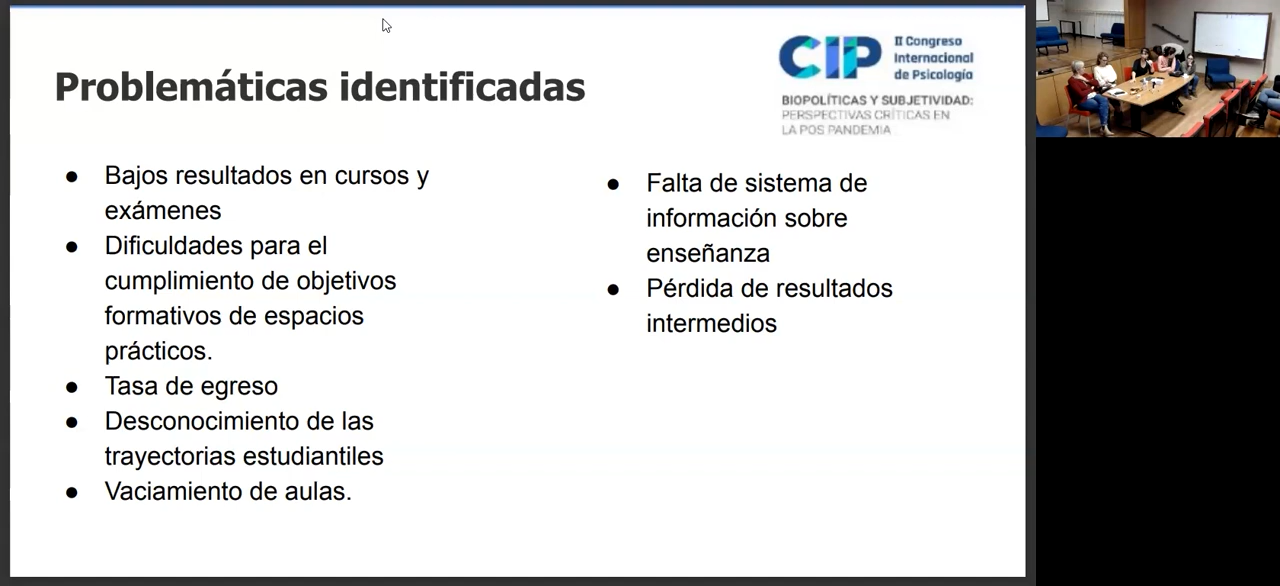 Problemáticas identificadas
CIP
II Congreso
Internacional
de Psicología
BIOPOLÍTICAS Y SUBJETIVIDAD:
PERSPECTIVAS CRÍTICAS EN
LA POS PANDEMIA
● Bajos resultados en cursos y
exámenes
● Dificuldades para el
cumplimiento de objetivos
formativos de espacios
prácticos.
● Tasa de egreso
● Desconocimiento de las
trayectorias estudiantiles
● Vaciamiento de aulas.
● Falta de sistema de
información sobre
enseñanza
● Pérdida de resultados
intermedios